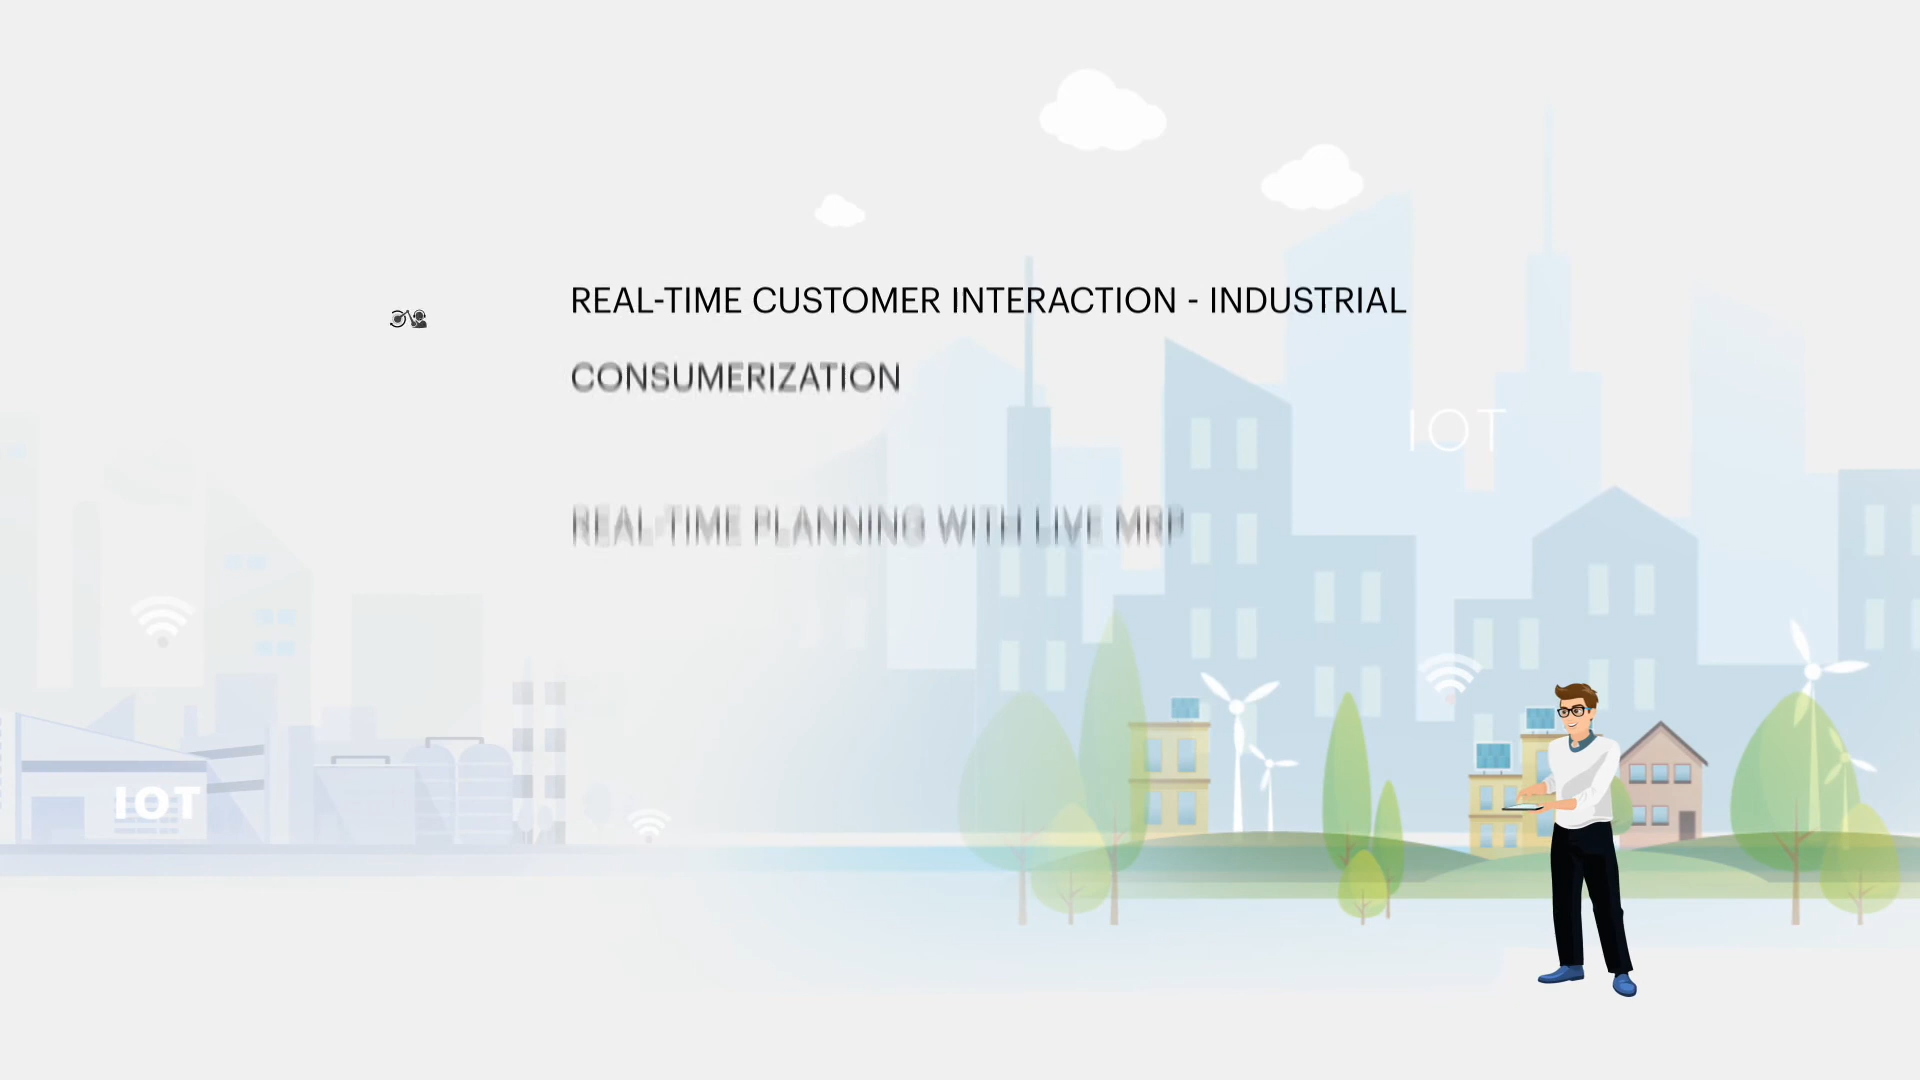 REAL-TIME CUSTOMER INTERACTION - INDUSTRIAL
CONSUMERIZATION
IOT
REAL-TIME PLANNING WITH LIVE MRP
IOT